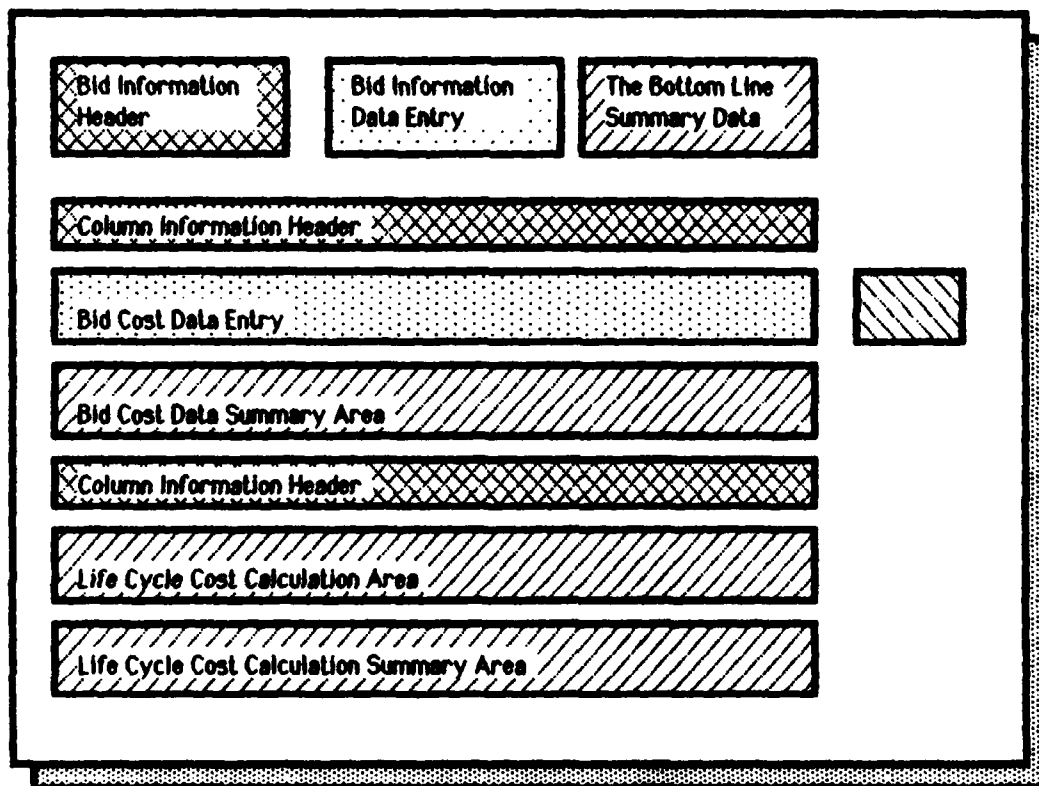 Bid Information
Header
Bid Information
Data Entry
The Bottom Line
Summary Data
Column Information Header
Bid Cost Data Entry
Bid Cost Data Summary Area
Column Information Header
Life Cycle Cost Calculation Area
Life Cycle Cost Calculation Summary Area